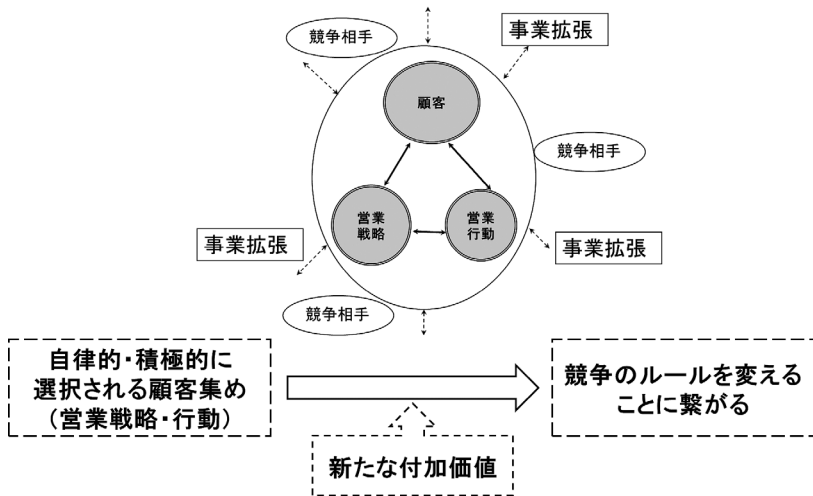 競争相手
事業拡張
顧客
競争相手
営業
戦略
営業
行動
事業拡張
事業拡張
競争相手
自律的・積極的に
選択される顧客集め
（営業戦略・行動）
競争のルールを変える
ことに繋がる
新たな付加価値